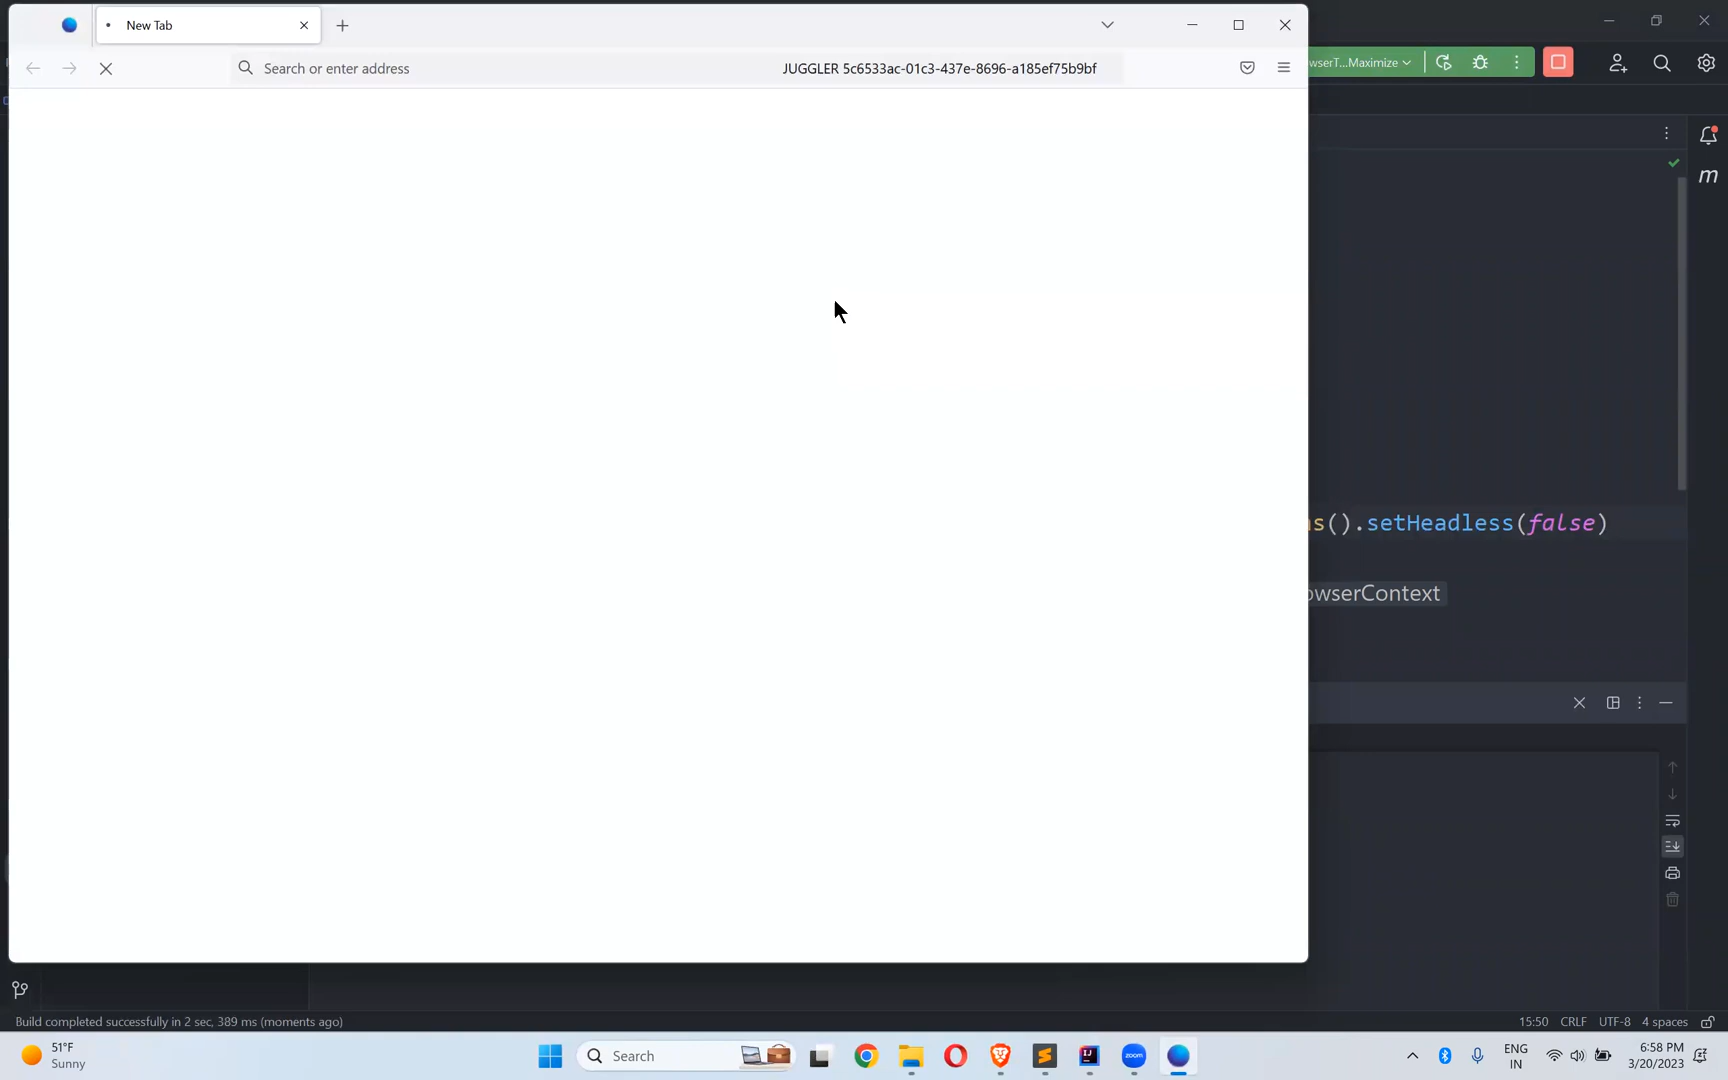 New Tab
Search or enter address
JUGGLER 5c6533ac-01c3-437e-8696-a185ef75b9bf
wserT...Maximize
m
s().setHeadless(false)
owserContext
Build completed successfully in 2 sec, 389 ms (moments ago)
15:50 CRLF UTF-8 4 spaces
51°F
Sunny
Search
zoom
ENG
IN
6:58 PM
3/20/2023